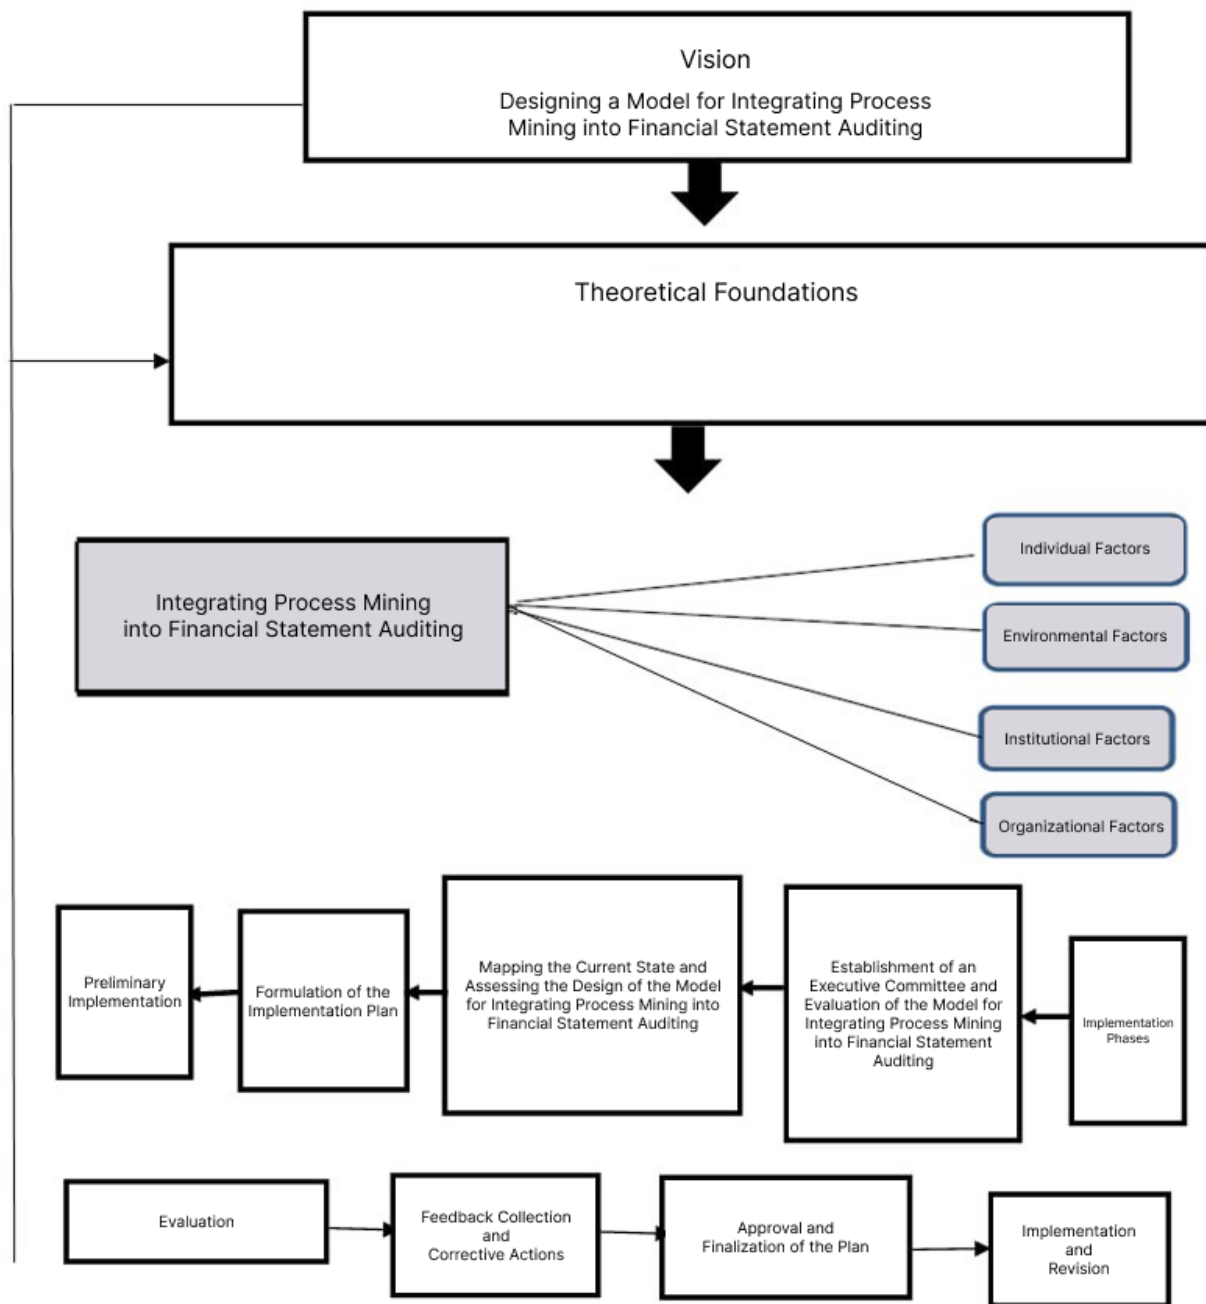 Vision
Designing a Model for Integrating Process
Mining into Financial Statement Auditing
Theoretical Foundations
Integrating Process Mining
into Financial Statement Auditing
Individual Factors
Environmental Factors
Institutional Factors
Organizational Factors
Preliminary
Implementation
Formulation of the
Implementation Plan
Mapping the Current State and
Assessing the Design of the Model
for Integrating Process Mining into
Financial Statement Auditing
Establishment of an
Executive Committee and
Evaluation of the Model for
Integrating Process Mining
into Financial Statement
Auditing
Implementation
Phases
Evaluation
Feedback Collection
and
Corrective Actions
Approval and
Finalization of the Plan
Implementation
and
Revision